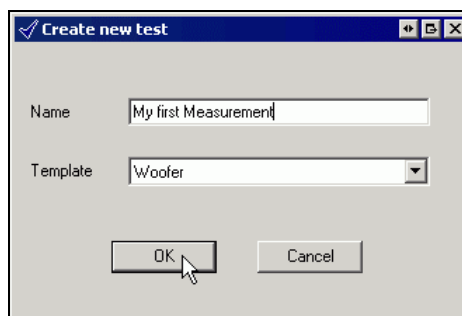 Create new test
Name
My first Measurement
Template
Woofer
OK
Cancel